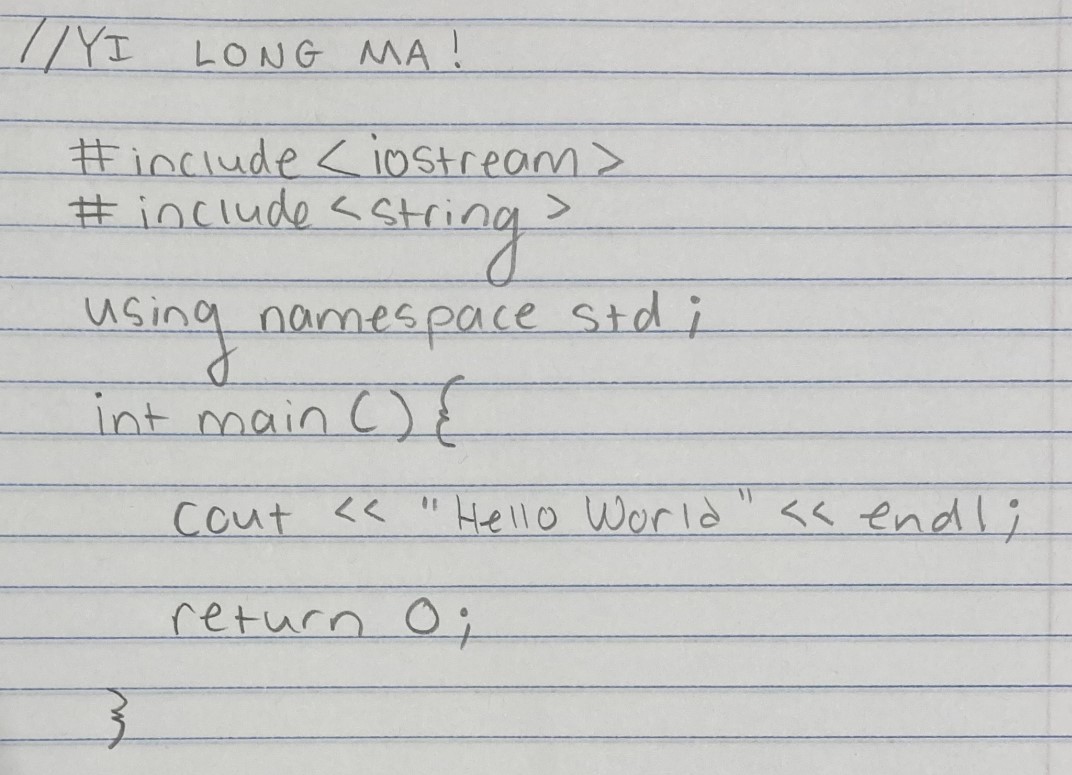 //YI LONG MA!
#include <iostream>
#include <string>
using namespace std;
int main () {
cout << "Hello World" << endl;
return 0;
}